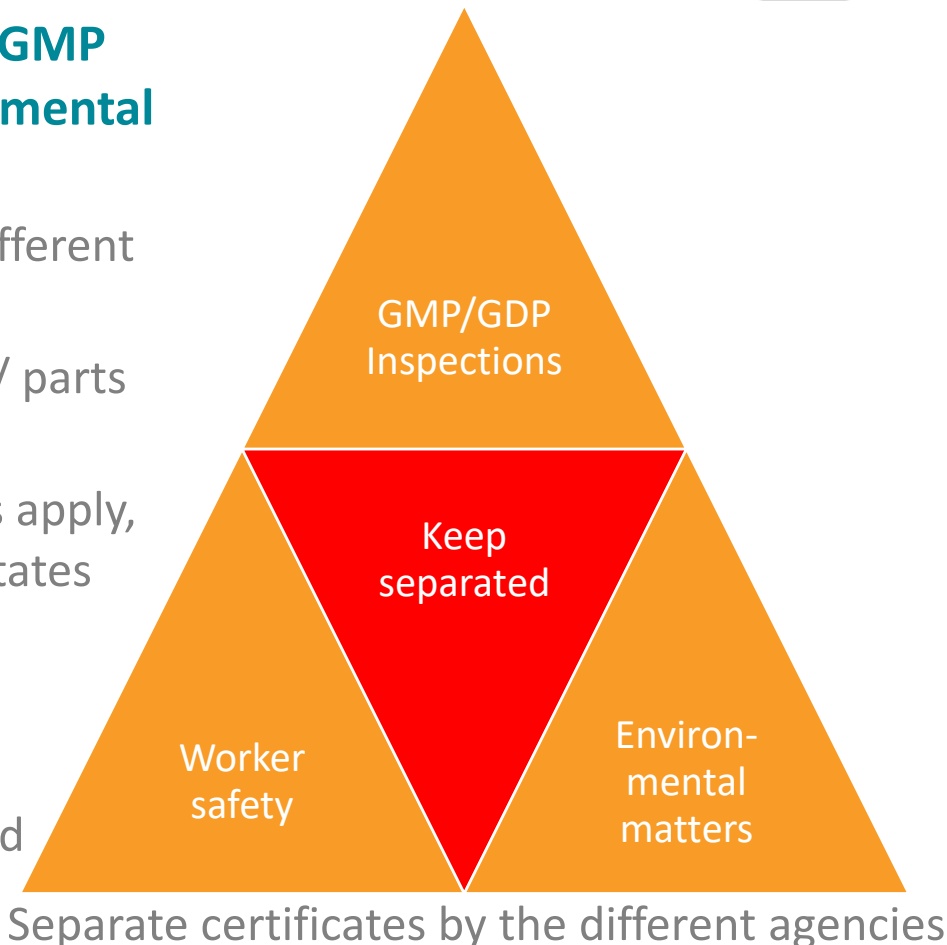 GMP
mental
fferent
/ parts
s apply,
tates
d
GMP/GDP
Inspections
Keep
separated
Worker
safety
Environ-
mental
matters
Separate certificates by the different agencies